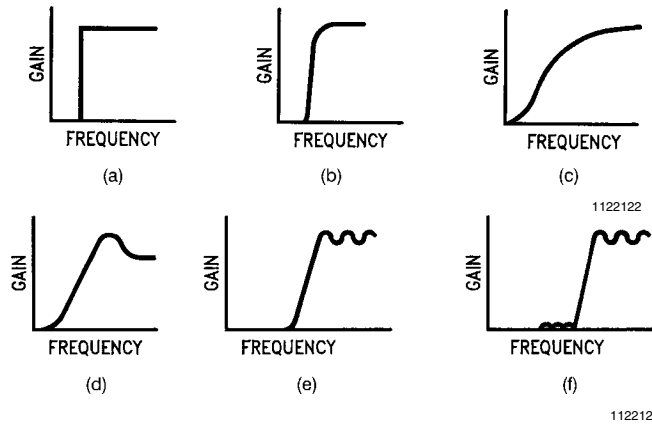 GAIN
FREQUENCY
(a)
GAIN
FREQUENCY
(b)
GAIN
FREQUENCY
(c)
1122122
GAIN
FREQUENCY
(d)
GAIN
FREQUENCY
(e)
GAIN
FREQUENCY
(f)
112212